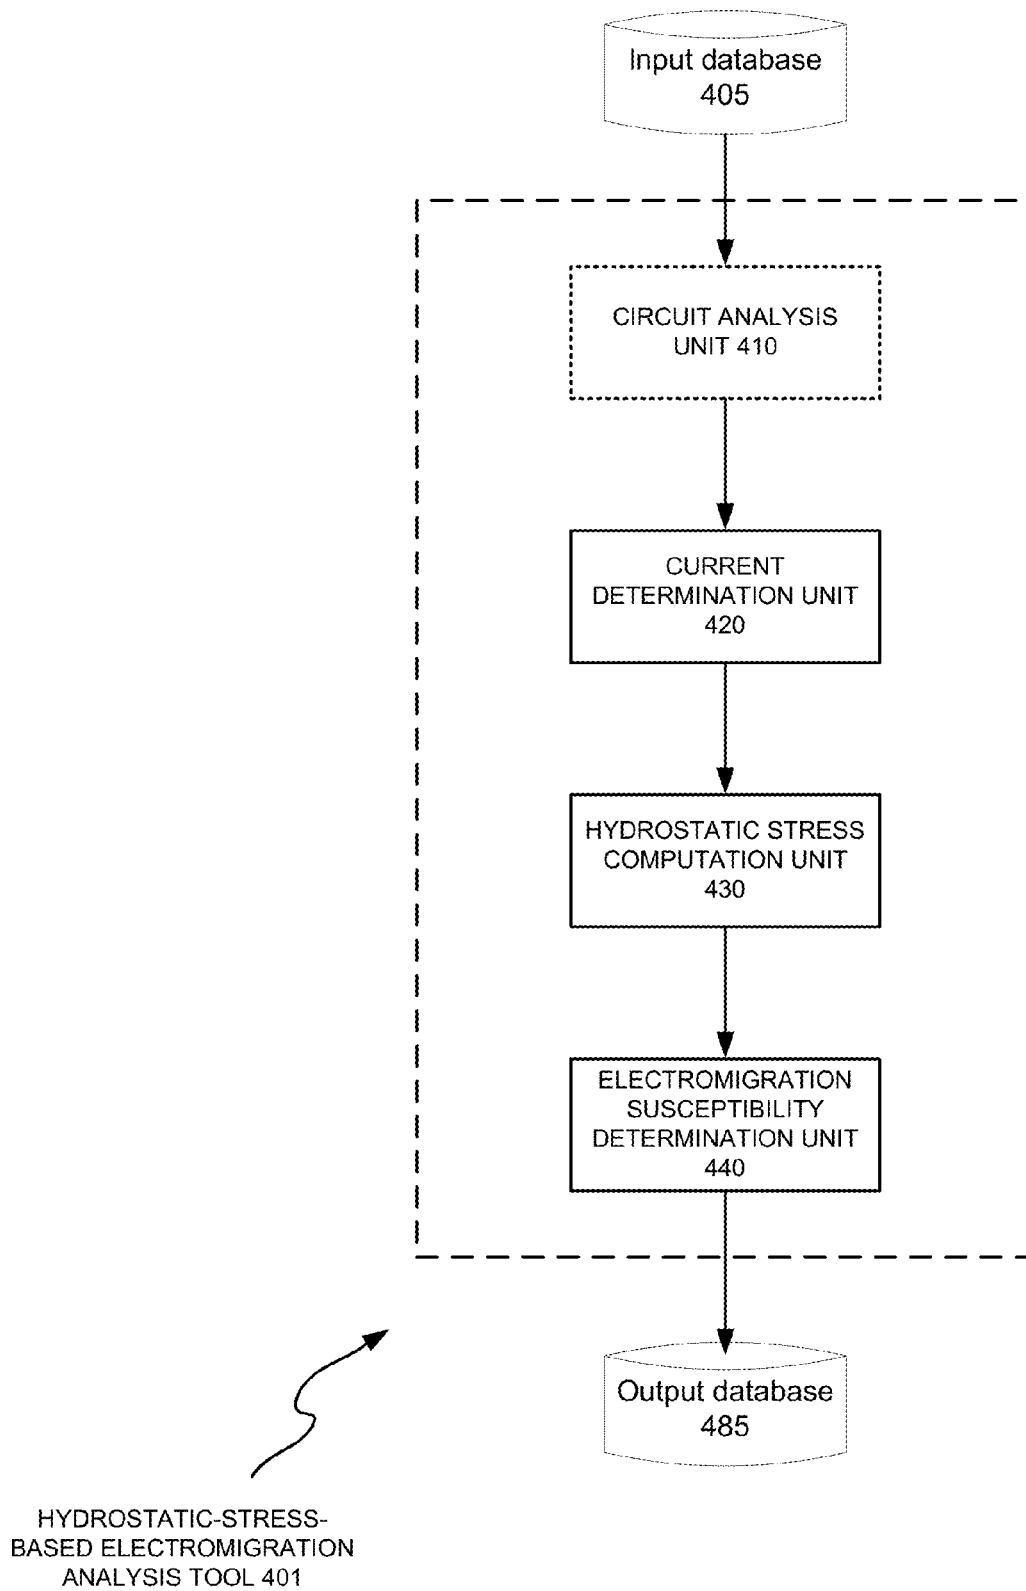 Input database
405
CIRCUIT ANALYSIS
UNIT 410
CURRENT
DETERMINATION UNIT
420
HYDROSTATIC STRESS
COMPUTATION UNIT
430
ELECTROMIGRATION
SUSCEPTIBILITY
DETERMINATION UNIT
440
Output database
485
HYDROSTATIC-STRESS-
BASED ELECTROMIGRATION
ANALYSIS TOOL 401